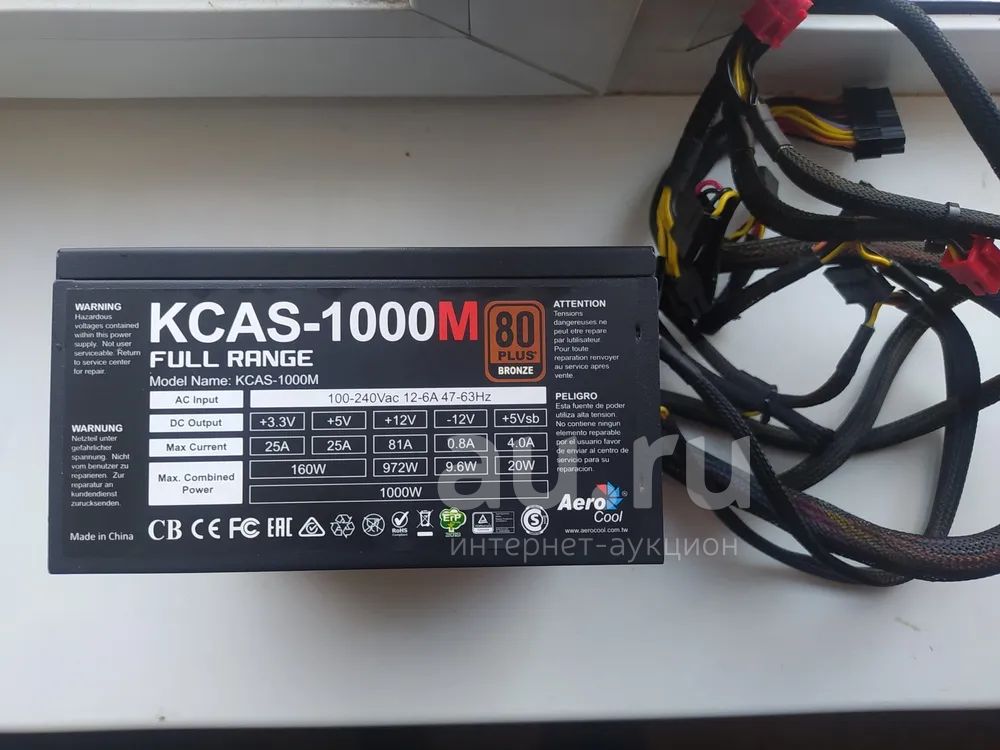 WARNING
Hazardous
voltages contained
within this power
supply. Not user
serviceable. Return
to service center
for repair.
WARNUNG
Netzteil unter
gefahrlicher
spannung. Nicht
vom benutzer zu
repaneren. Zur
reparatur an
kundendienst
zurucksenden.
Made in China
KCAS-1000M
FULL RANGE
Model Name: KCAS-1000M
80
PLUS
BRONZE
AC Input 100-240Vac 12-6A 47-63Hz
DC Output +3.3V +5V +12V -12V +5Vsb
Max Current 25A 25A 81A 0.8A 4.0A
Max. Combined
Power
160W 972W 9.6W 20W
1000W
CB CE FC EAC
RoHS
ErP
S
ATTENTION
Tensions
dangereuses ne
peut etre repare
par lutilisateur.
Pour toute
reparation renvoyer
au service apres
vente.
PELIGRO
Esta fuente de poder
utiliza alta tension.
No contiene ningun
elemento reparable
por el usuario favor
de enviar al centro de
servicio para su
reparacion.
Aero
Cool
www.aerocool.com.tw
au.ru
интернет-аукцион